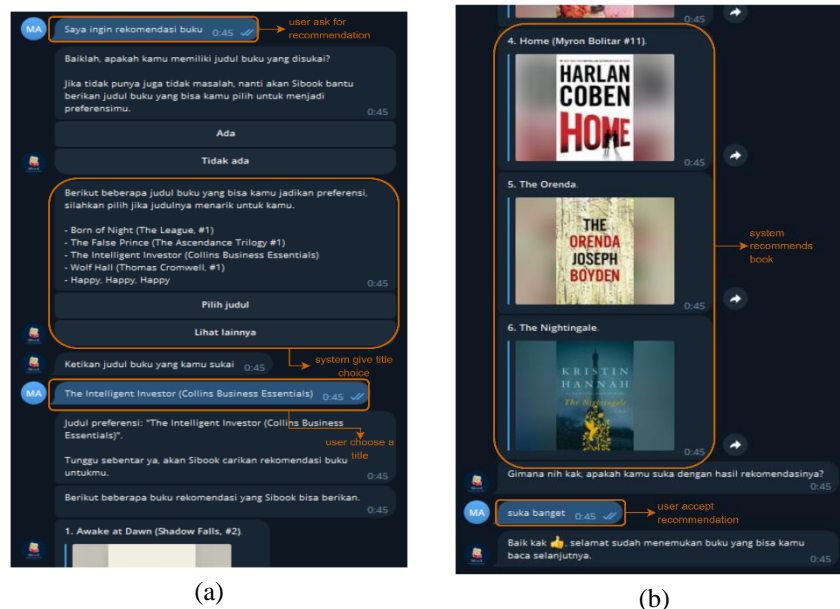 MA
Saya ingin rekomendasi buku 0:45
user ask for
recommendation
Baiklah, apakah kamu memiliki judul buku yang disukai?
Jika tidak punya juga tidak masalah, nanti akan Sibook bantu
berikan judul buku yang bisa kamu pilih untuk menjadi
preferensimu.
0:45
Ada
Tidak ada
Berikut beberapa judul buku yang bisa kamu jadikan preferensi,
silahkan pilih jika judulnya menarik untuk kamu.
- Born of Night (The League, #1)
- The False Prince (The Ascendance Trilogy #1)
- The Intelligent Investor (Collins Business Essentials)
- Wolf Hall (Thomas Cromwell, #1)
- Happy, Happy, Happy
0:45
Pilih judul
Lihat lainnya
system give title
choice
Ketikan judul buku yang kamu sukai 0:45
MA
The Intelligent Investor (Collins Business Essentials) 0:45
user choose a
title
Judul preferensi: "The Intelligent Investor (Collins Business
Essentials)".
Tunggu sebentar ya, akan Sibook carikan rekomendasi buku
untukmu.
0:45
Berikut beberapa buku rekomendasi yang Sibook bisa berikan.
0:45
1. Awake at Dawn (Shadow Falls, #2).
(a)
0:45
4. Home (Myron Bolitar #11).
HARLAN
COBEN
HOME
0:45
5. The Orenda.
THE
ORENDA
JOSEPH
BOYDEN
0:45
system
recommends
book
6. The Nightingale.
KRISTIN
HANNAH
The Nightingale
0:45
Gimana nih kak, apakah kamu suka dengan hasil rekomendasinya?
0:45
MA
suka banget 0:45
user accept
recommendation
Baik kak 👍, selamat sudah menemukan buku yang bisa kamu
baca selanjutnya.
0:45
(b)